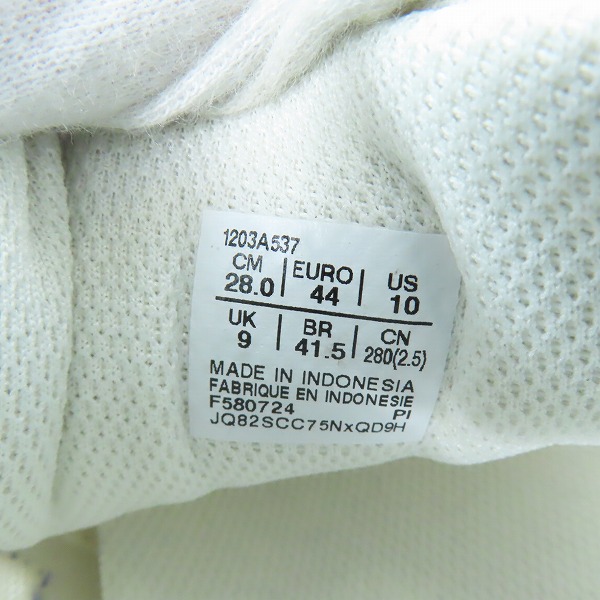 1203A537
CM EURO US
28.0 44 10
UK BR CN
9 41.5 280(2.5)
MADE IN INDONESIA
FABRIQUE EN INDONESIE
F580724 PI
JQ82SCC75NxQD9H